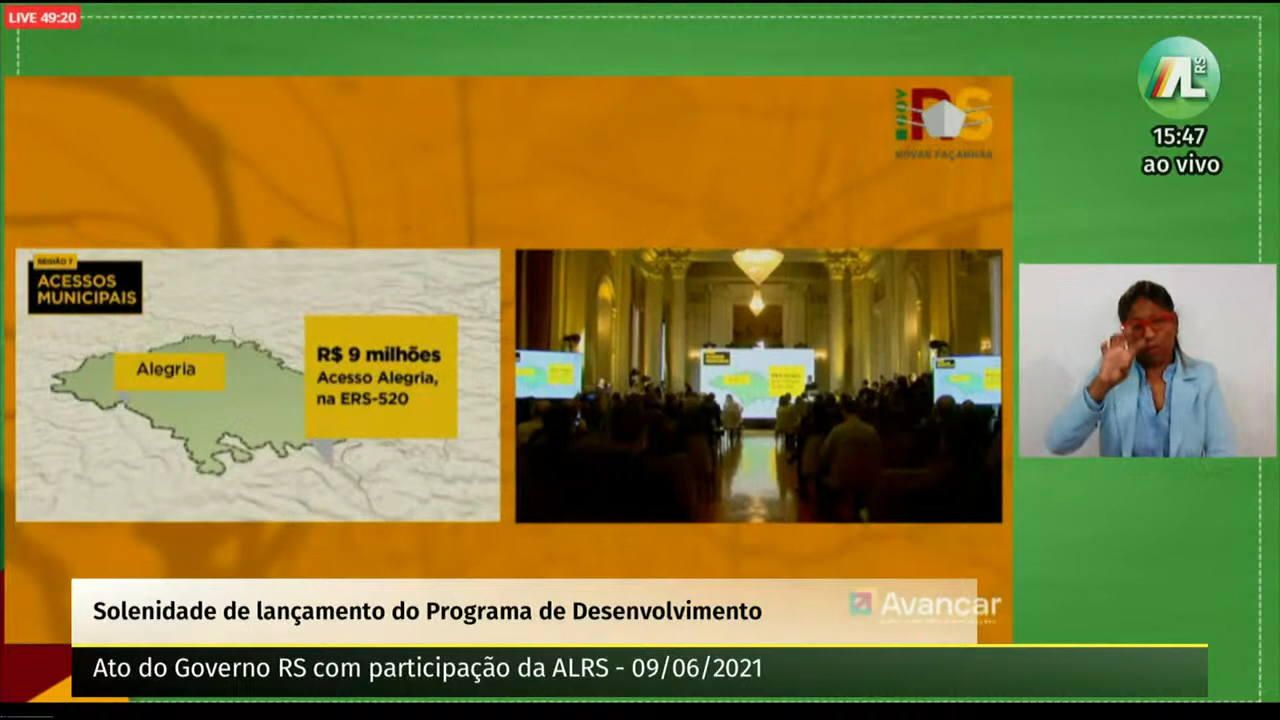 LIVE 49:20
GOV
RS
NOVAS FAÇANHAS
ALRS
15:47
ao vivo
REGIÃO 7
ACESSOS
MUNICIPAIS
Alegria
R$ 9 milhões
Acesso Alegria,
na ERS-520
Solenidade de lançamento do Programa de Desenvolvimento
Avançar
Ato do Governo RS com participação da ALRS - 09/06/2021